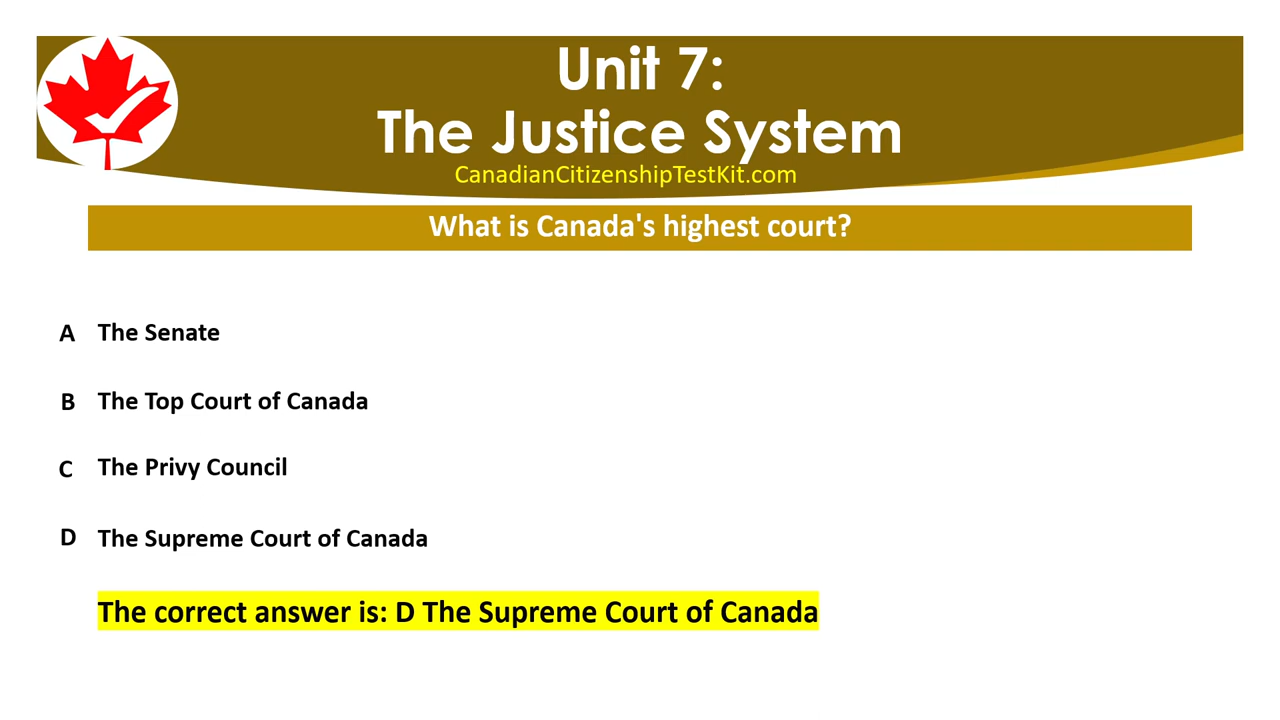 Unit 7:
The Justice System
CanadianCitizenshipTestKit.com
What is Canada's highest court?
A The Senate
B The Top Court of Canada
C The Privy Council
D The Supreme Court of Canada
The correct answer is: D The Supreme Court of Canada